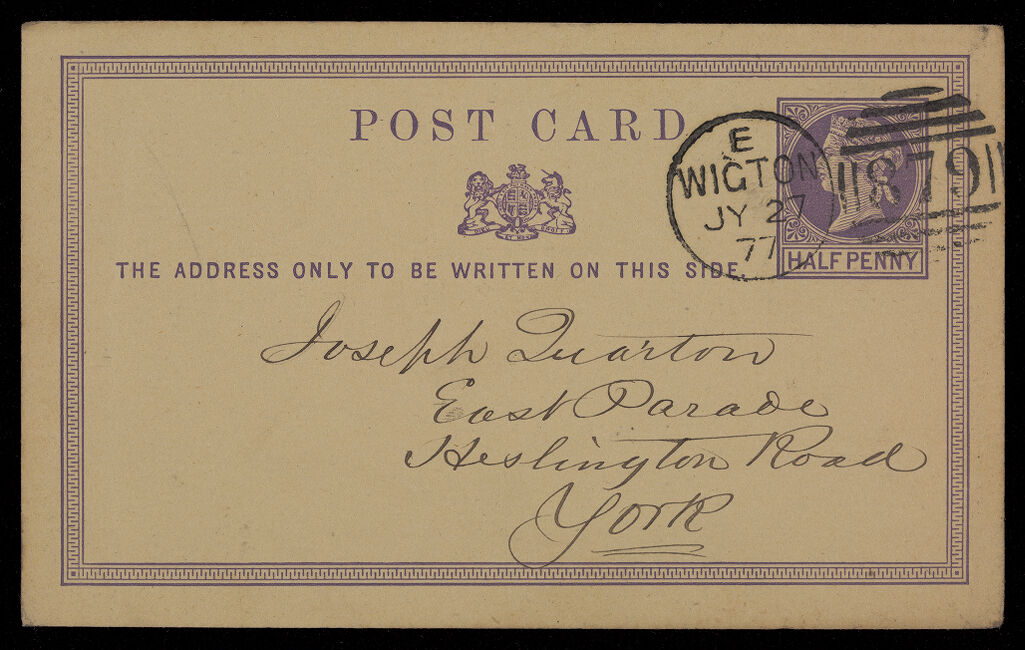 POST CARD
E
WIGTON
JY 27
77
879
HALF PENNY
THE ADDRESS ONLY TO BE WRITTEN ON THIS SIDE.
Joseph Quarton
East Parade
Heslington Road
York